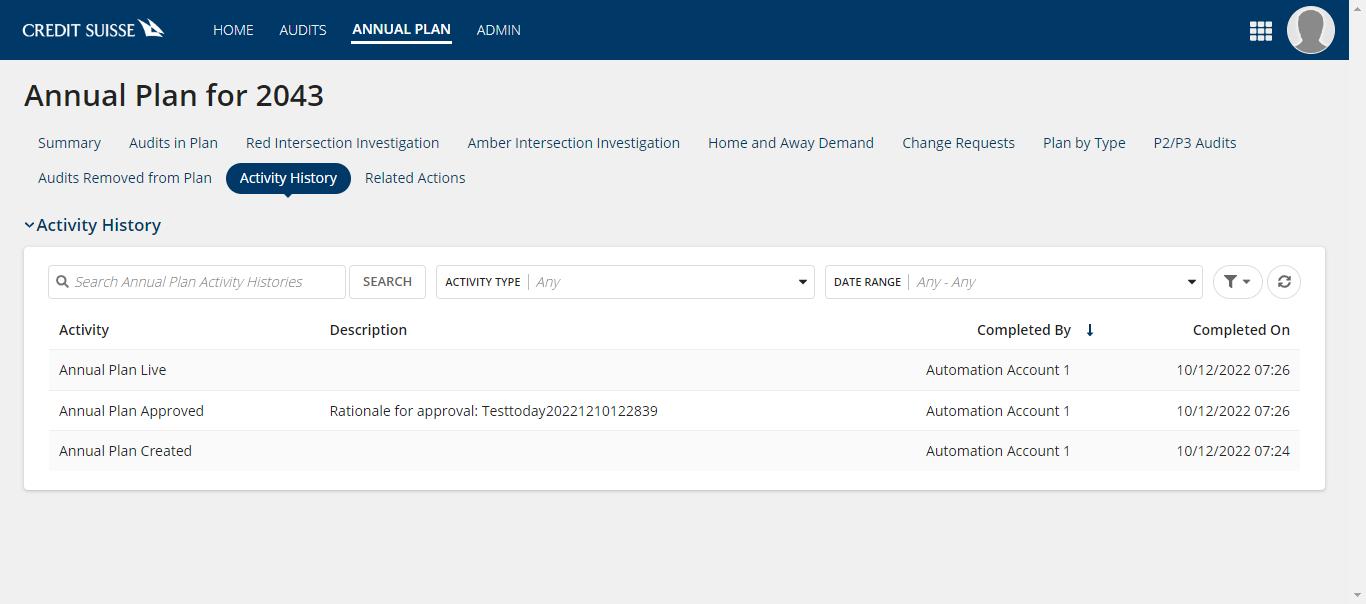 CREDIT SUISSE HOME AUDITS ANNUAL PLAN ADMIN
Annual Plan for 2043
Summary Audits in Plan Red Intersection Investigation Amber Intersection Investigation Home and Away Demand Change Requests Plan by Type P2/P3 Audits
Audits Removed from Plan Activity History Related Actions
Activity History
Search Annual Plan Activity Histories SEARCH ACTIVITY TYPE Any DATE RANGE Any - Any
Activity Description Completed By Completed On
Annual Plan Live Automation Account 1 10/12/2022 07:26
Annual Plan Approved Rationale for approval: Testtoday20221210122839 Automation Account 1 10/12/2022 07:26
Annual Plan Created Automation Account 1 10/12/2022 07:24